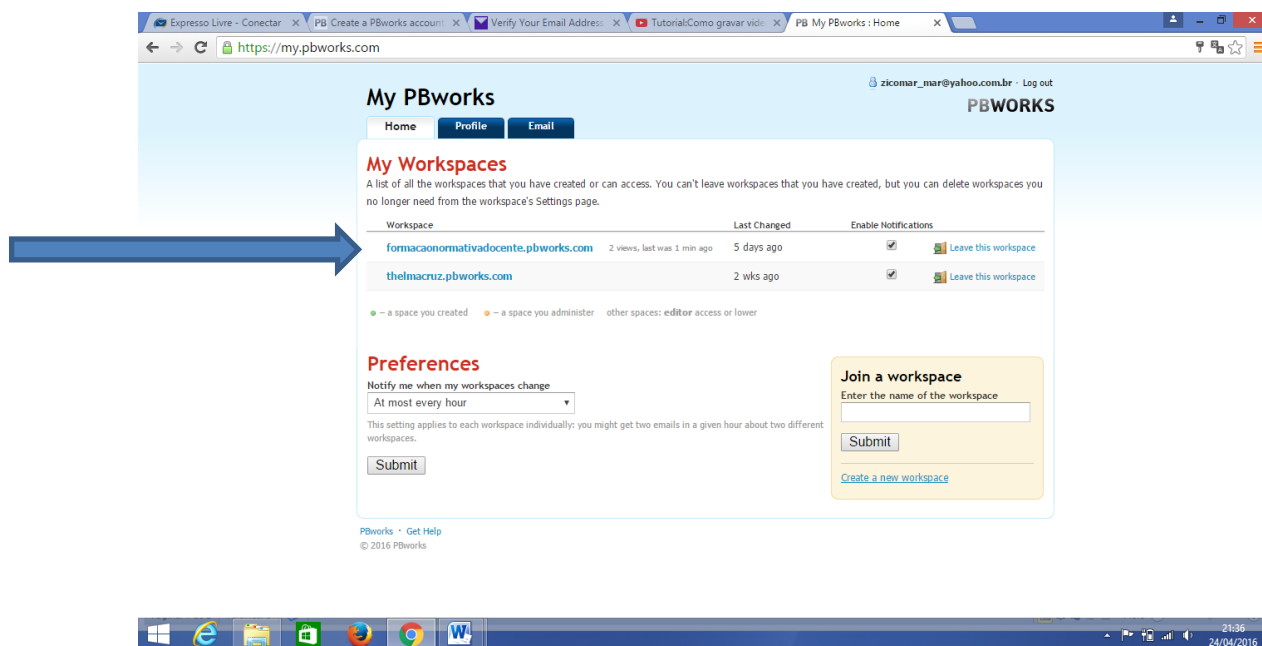 Expresso Livre - Conectar
PB Create a PBworks account
Verify Your Email Address
Tutorial:Como gravar vide
PB My PBworks : Home
https://my.pbworks.com
zicomar_mar@yahoo.com.br · Log out
My PBworks
PBWORKS
Home Profile Email
My Workspaces
A list of all the workspaces that you have created or can access. You can't leave workspaces that you have created, but you can delete workspaces you
no longer need from the workspace's Settings page.
Workspace Last Changed Enable Notifications
formacaonormativadocente.pbworks.com 2 views, last was 1 min ago 5 days ago Leave this workspace
thelmacruz.pbworks.com 2 wks ago Leave this workspace
– a space you created – a space you administer other spaces: editor access or lower
Preferences
Notify me when my workspaces change
At most every hour
This setting applies to each workspace individually: you might get two emails in a given hour about two different
workspaces.
Submit
Join a workspace
Enter the name of the workspace
Submit
Create a new workspace
PBworks · Get Help
© 2016 PBworks
21:36
24/04/2016